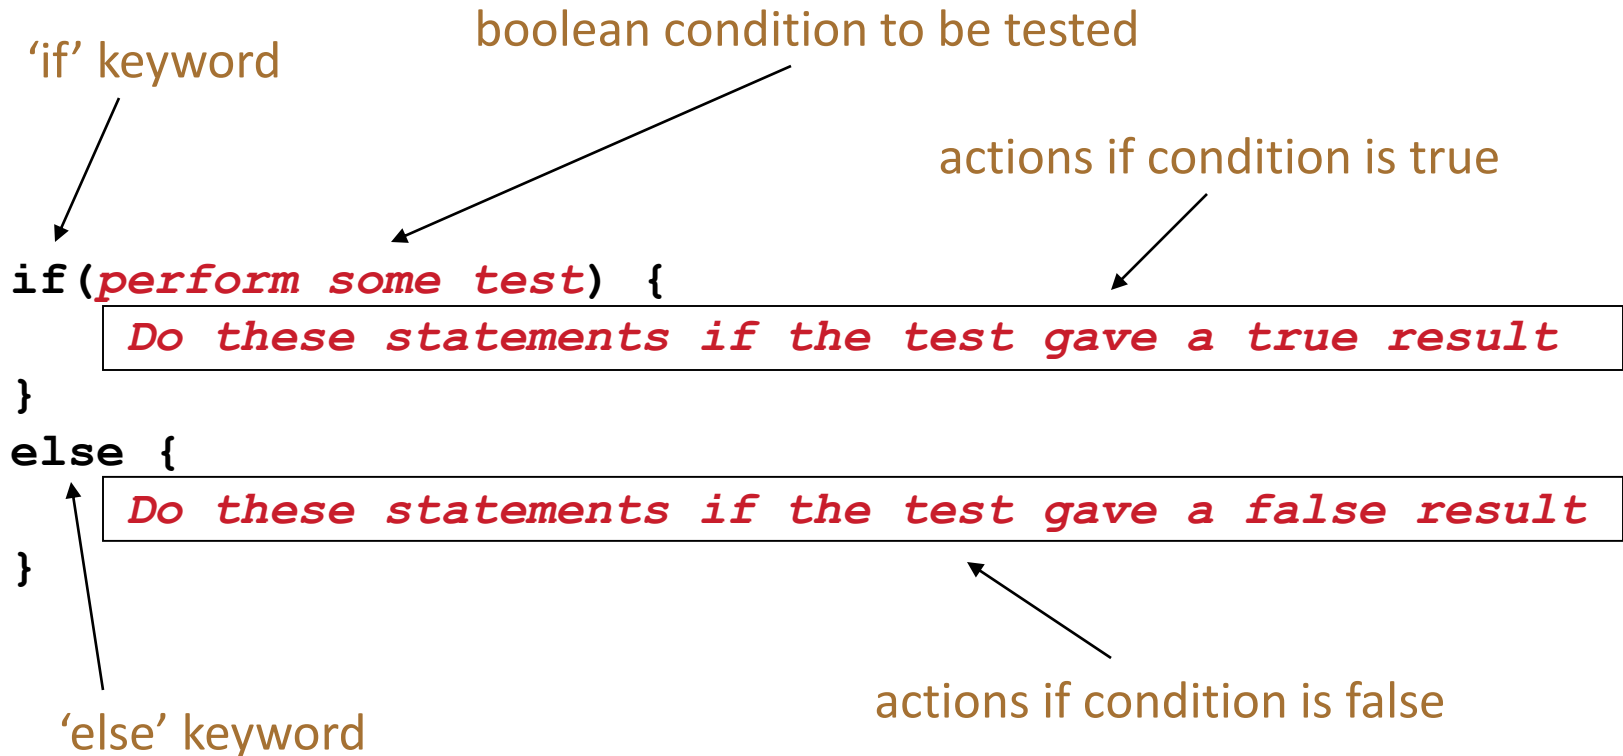 boolean condition to be tested
‘if’ keyword
actions if condition is true
if(perform some test) {
Do these statements if the test gave a true result
}
else {
Do these statements if the test gave a false result
}
actions if condition is false
‘else’ keyword